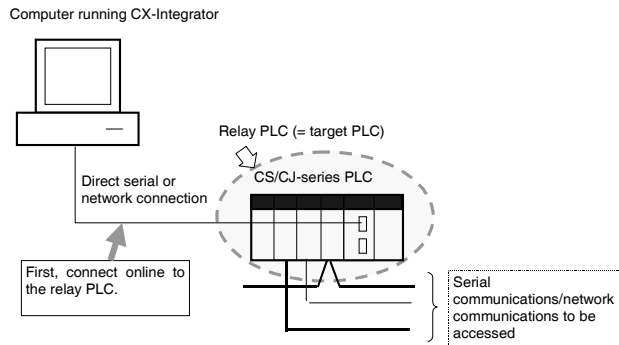 Computer running CX-Integrator
Relay PLC (= target PLC)
CS/CJ-series PLC
Direct serial or
network connection
First, connect online to
the relay PLC.
Serial
communications/network
communications to be
accessed